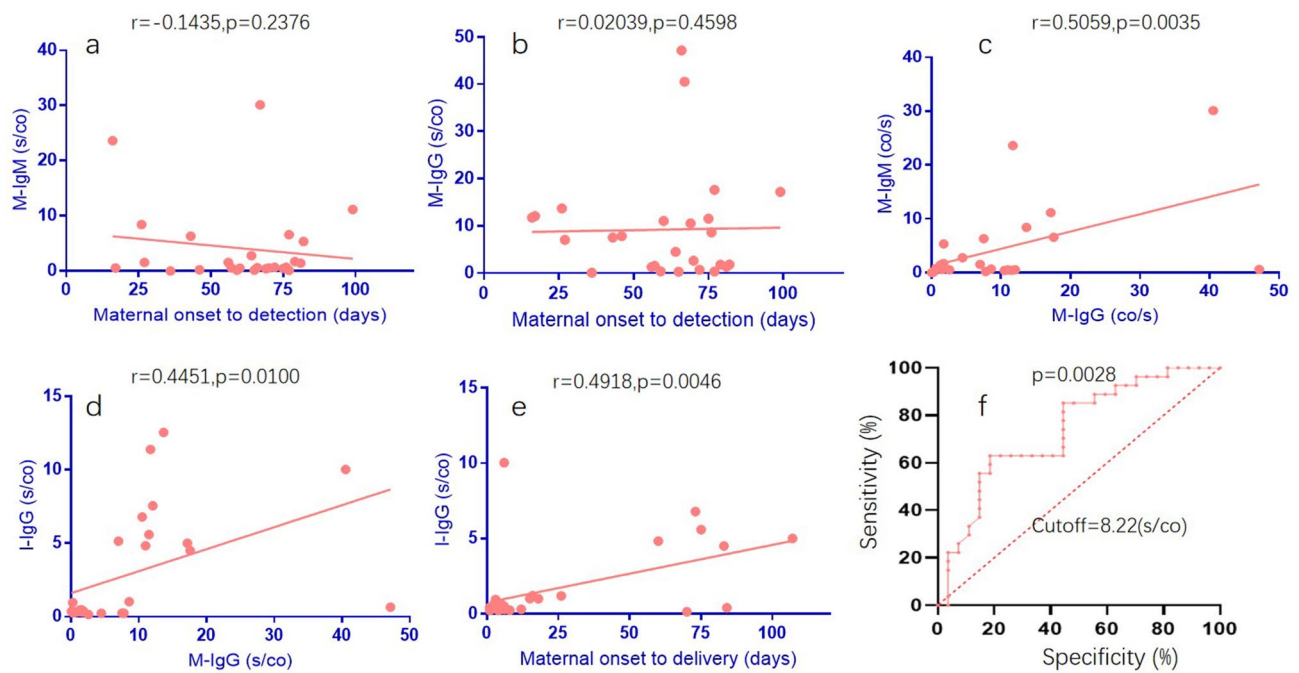 r=-0.1435,p=0.2376
a
40
30
20
10
0
M-IgM (s/co)
0 25 50 75 100
Maternal onset to detection (days)
r=0.02039,p=0.4598
b
50
40
30
20
10
0
M-IgG (s/co)
0 25 50 75 100
Maternal onset to detection (days)
r=0.5059,p=0.0035
c
40
30
20
10
0
M-IgM (co/s)
0 10 20 30 40 50
M-IgG (co/s)
r=0.4451,p=0.0100
d
15
10
5
0
I-IgG (s/co)
0 10 20 30 40 50
M-IgG (s/co)
r=0.4918,p=0.0046
e
15
10
5
0
I-IgG (s/co)
0 25 50 75 100
Maternal onset to delivery (days)
p=0.0028
f
100
80
60
40
20
0
Sensitivity (%)
Cutoff=8.22(s/co)
0 20 40 60 80 100
Specificity (%)